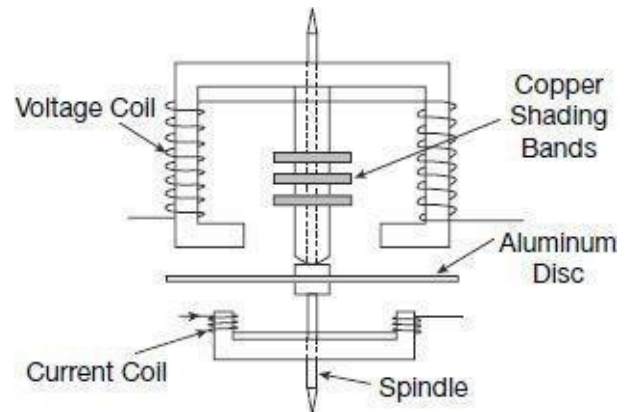 Voltage Coil
Copper
Shading
Bands
Aluminum
Disc
Current Coil
Spindle